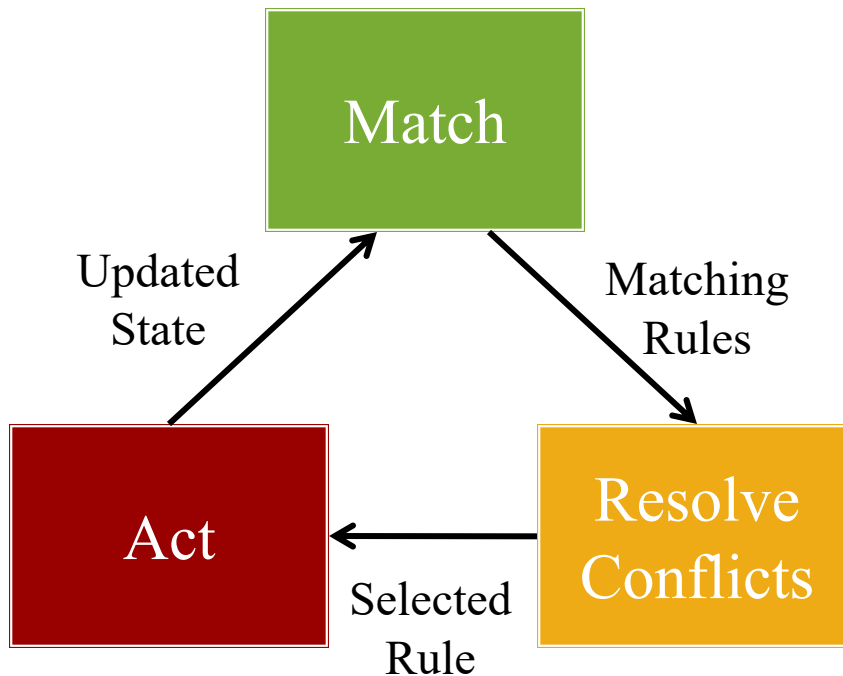 Match
Updated
State
Matching
Rules
Act
Resolve
Conflicts
Selected
Rule